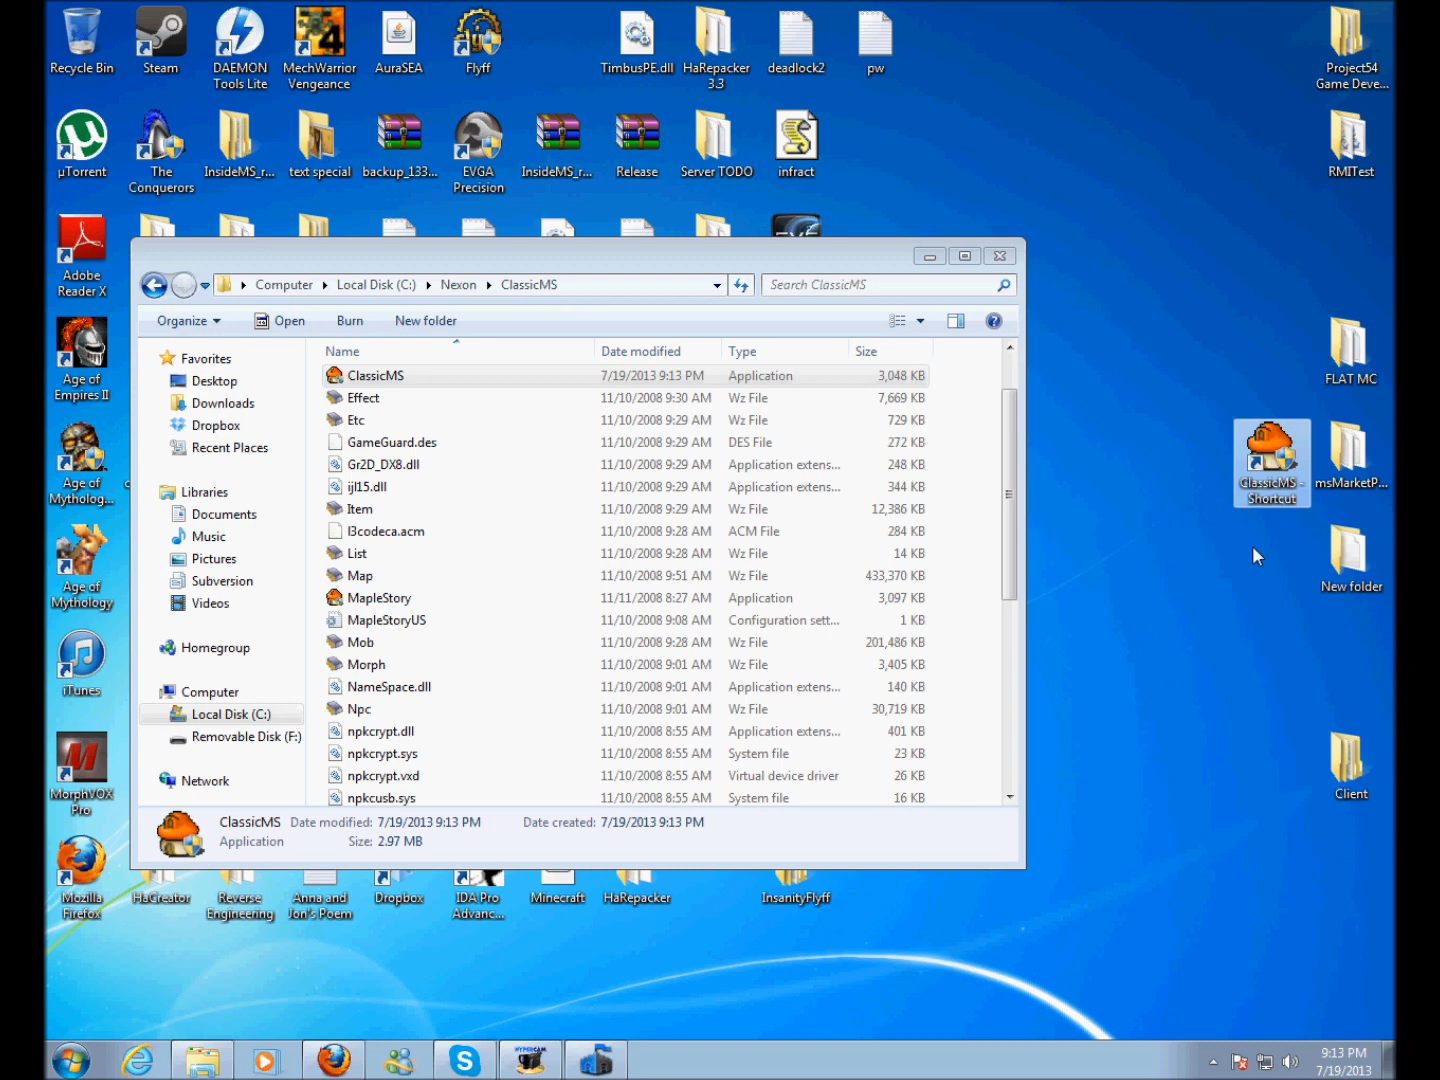 Recycle Bin
Steam
DAEMON
Tools Lite
MechWarrior
Vengeance
AuraSEA
Flyff
TimbusPE.dll
HaRepacker
3.3
deadlock2
pw
Project54
Game Deve...
µTorrent
The
Conquerors
InsideMS_r...
text special
backup_133...
EVGA
Precision
InsideMS_r...
Release
Server TODO
infract
RMITest
Adobe
Reader X
Age of
Empires II
Age of
Mytholog...
Age of
Mythology
iTunes
MorphVOX
Pro
Mozilla
Firefox
Computer
Local Disk (C:)
Nexon
ClassicMS
Search ClassicMS
Organize
Open
Burn
New folder
Favorites
Desktop
Downloads
Dropbox
Recent Places
Libraries
Documents
Music
Pictures
Subversion
Videos
Homegroup
Computer
Local Disk (C:)
Removable Disk (F:)
Network
Name Date modified Type Size
ClassicMS 7/19/2013 9:13 PM Application 3,048 KB
Effect 11/10/2008 9:30 AM Wz File 7,669 KB
Etc 11/10/2008 9:29 AM Wz File 729 KB
GameGuard.des 11/10/2008 9:29 AM DES File 272 KB
Gr2D_DX8.dll 11/10/2008 9:29 AM Application extens... 248 KB
ijl15.dll 11/10/2008 9:29 AM Application extens... 344 KB
Item 11/10/2008 9:29 AM Wz File 12,386 KB
l3codeca.acm 11/10/2008 9:28 AM ACM File 284 KB
List 11/10/2008 9:28 AM Wz File 14 KB
Map 11/10/2008 9:51 AM Wz File 433,370 KB
MapleStory 11/11/2008 8:27 AM Application 3,097 KB
MapleStoryUS 11/10/2008 9:08 AM Configuration sett... 1 KB
Mob 11/10/2008 9:28 AM Wz File 201,486 KB
Morph 11/10/2008 9:01 AM Wz File 3,405 KB
NameSpace.dll 11/10/2008 9:01 AM Application extens... 140 KB
Npc 11/10/2008 9:01 AM Wz File 30,719 KB
npkcrypt.dll 11/10/2008 8:55 AM Application extens... 401 KB
npkcrypt.sys 11/10/2008 8:55 AM System file 23 KB
npkcrypt.vxd 11/10/2008 8:55 AM Virtual device driver 26 KB
npkcusb.sys 11/10/2008 8:55 AM System file 16 KB
ClassicMS Date modified: 7/19/2013 9:13 PM Date created: 7/19/2013 9:13 PM
Application Size: 2.97 MB
FLAT MC
ClassicMS -
Shortcut
msMarketP...
New folder
Client
HaCreator
Reverse
Engineering
Anna and
Jon's Poem
Dropbox
IDA Pro
Advanc...
Minecraft
HaRepacker
InsanityFlyff
HYPERCAM
9:13 PM
7/19/2013